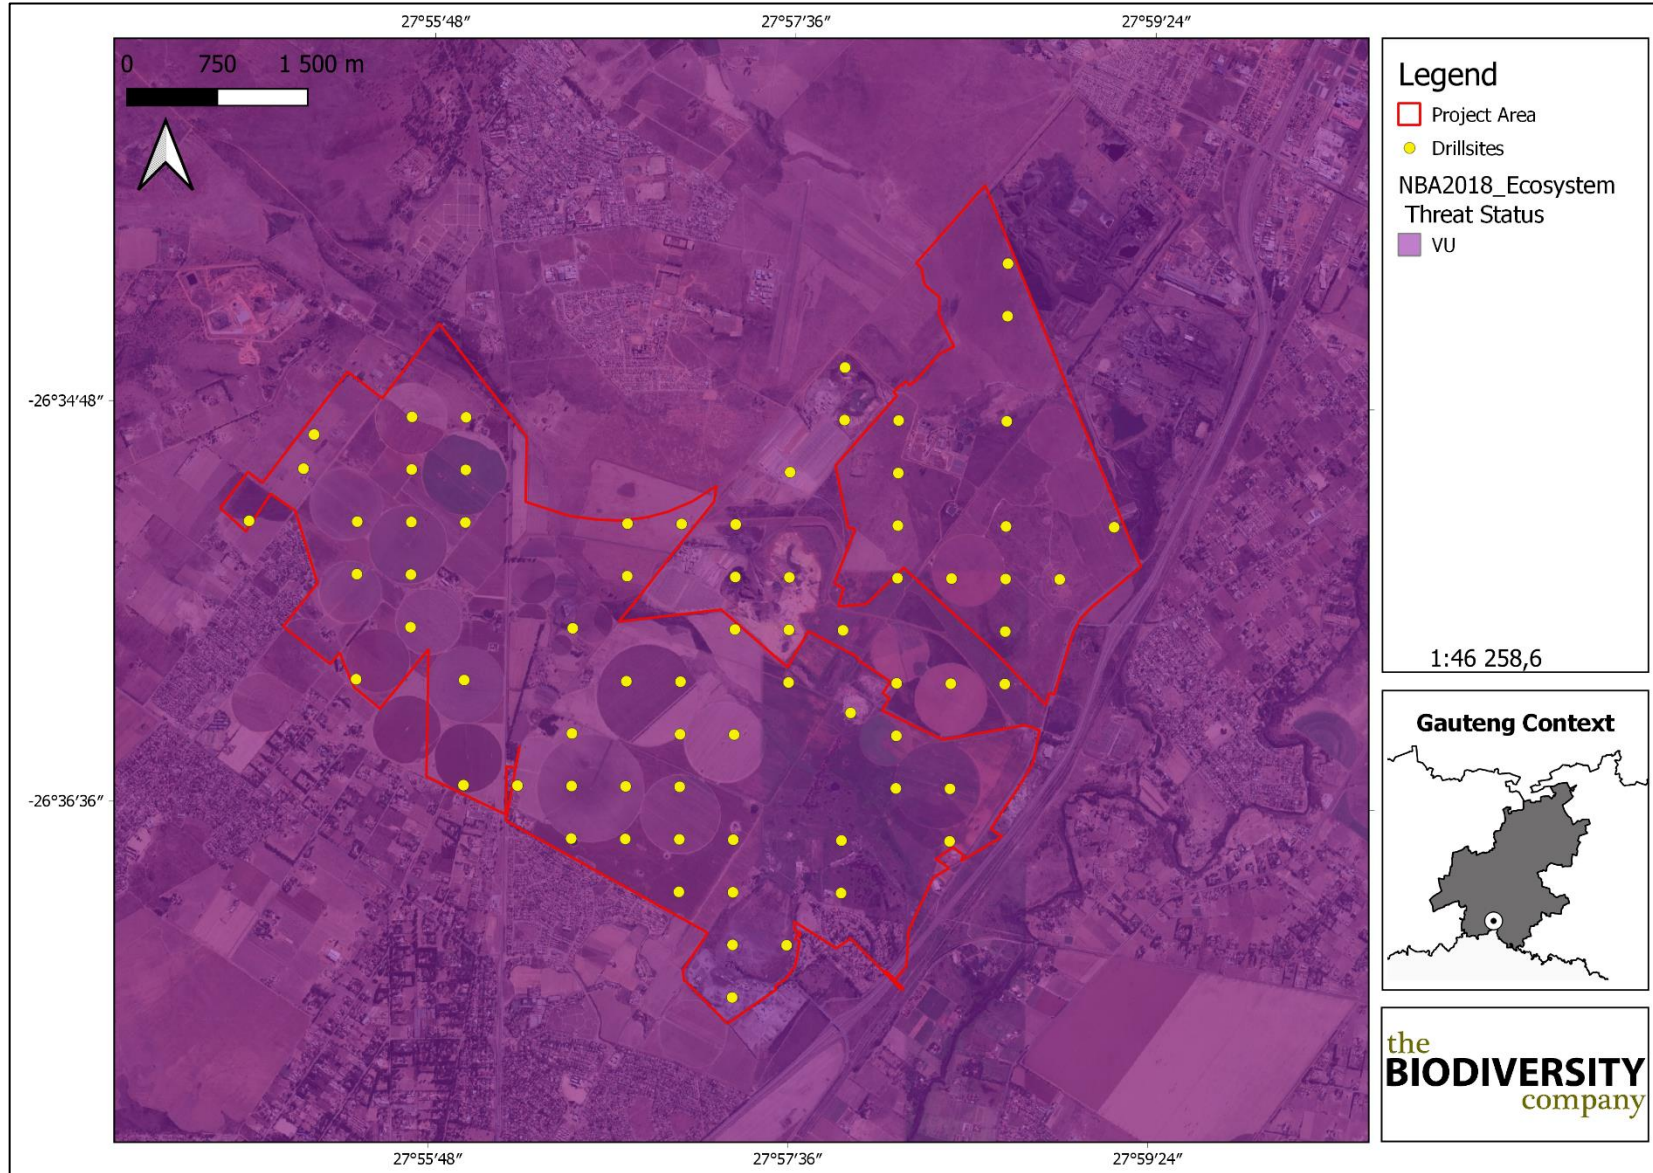 27°55′48″ 27°57′36″ 27°59′24″
0 750 1 500 m
-26°34′48″
-26°36′36″
27°55′48″ 27°57′36″ 27°59′24″
Legend
Project Area
Drillsites
NBA2018_Ecosystem
Threat Status
VU
1:46 258,6
Gauteng Context
the
BIODIVERSITY
company